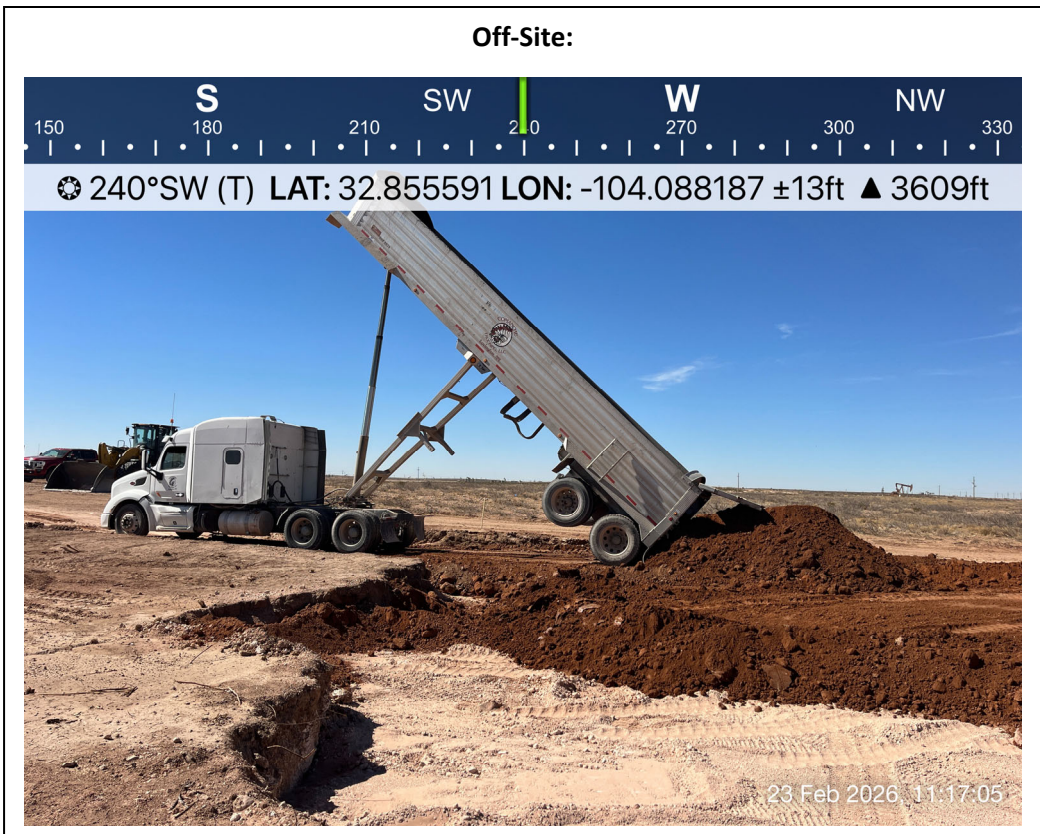 Off-Site:
S SW W NW
150 180 210 240 270 300 330
240°SW (T) LAT: 32.855591 LON: -104.088187 ±13ft ▲ 3609ft
23 Feb 2026, 11:17:05